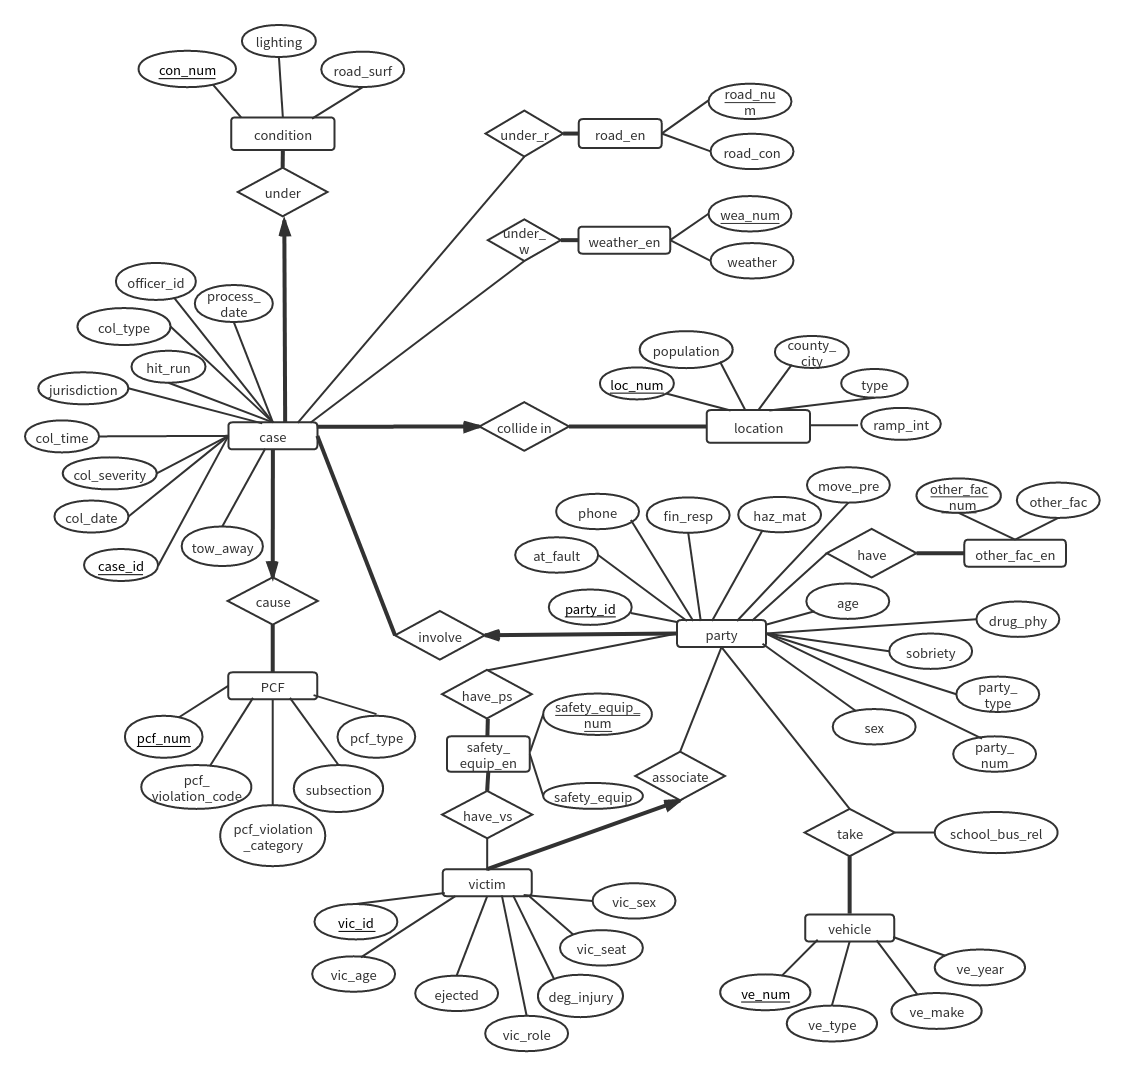 lighting
con_num
road_surf
condition
under
under_r
road_en
road_nu
m
road_con
under_
w
weather_en
wea_num
weather
officer_id
process_
date
col_type
hit_run
jurisdiction
col_time
case
col_severity
col_date
tow_away
case_id
collide in
population
county_
city
loc_num
type
location
ramp_int
cause
PCF
pcf_num
pcf_type
pcf_
violation_code
subsection
pcf_violation
_category
involve
move_pre
phone
fin_resp
haz_mat
at_fault
party_id
party
have
other_fac_
num
other_fac
other_fac_en
age
drug_phy
sobriety
party_
type
sex
party_
num
have_ps
safety_equip_
num
safety_
equip_en
safety_equip
have_vs
associate
take
school_bus_rel
victim
vic_id
vic_sex
vic_seat
vic_age
ejected
deg_injury
vic_role
vehicle
ve_year
ve_num
ve_make
ve_type